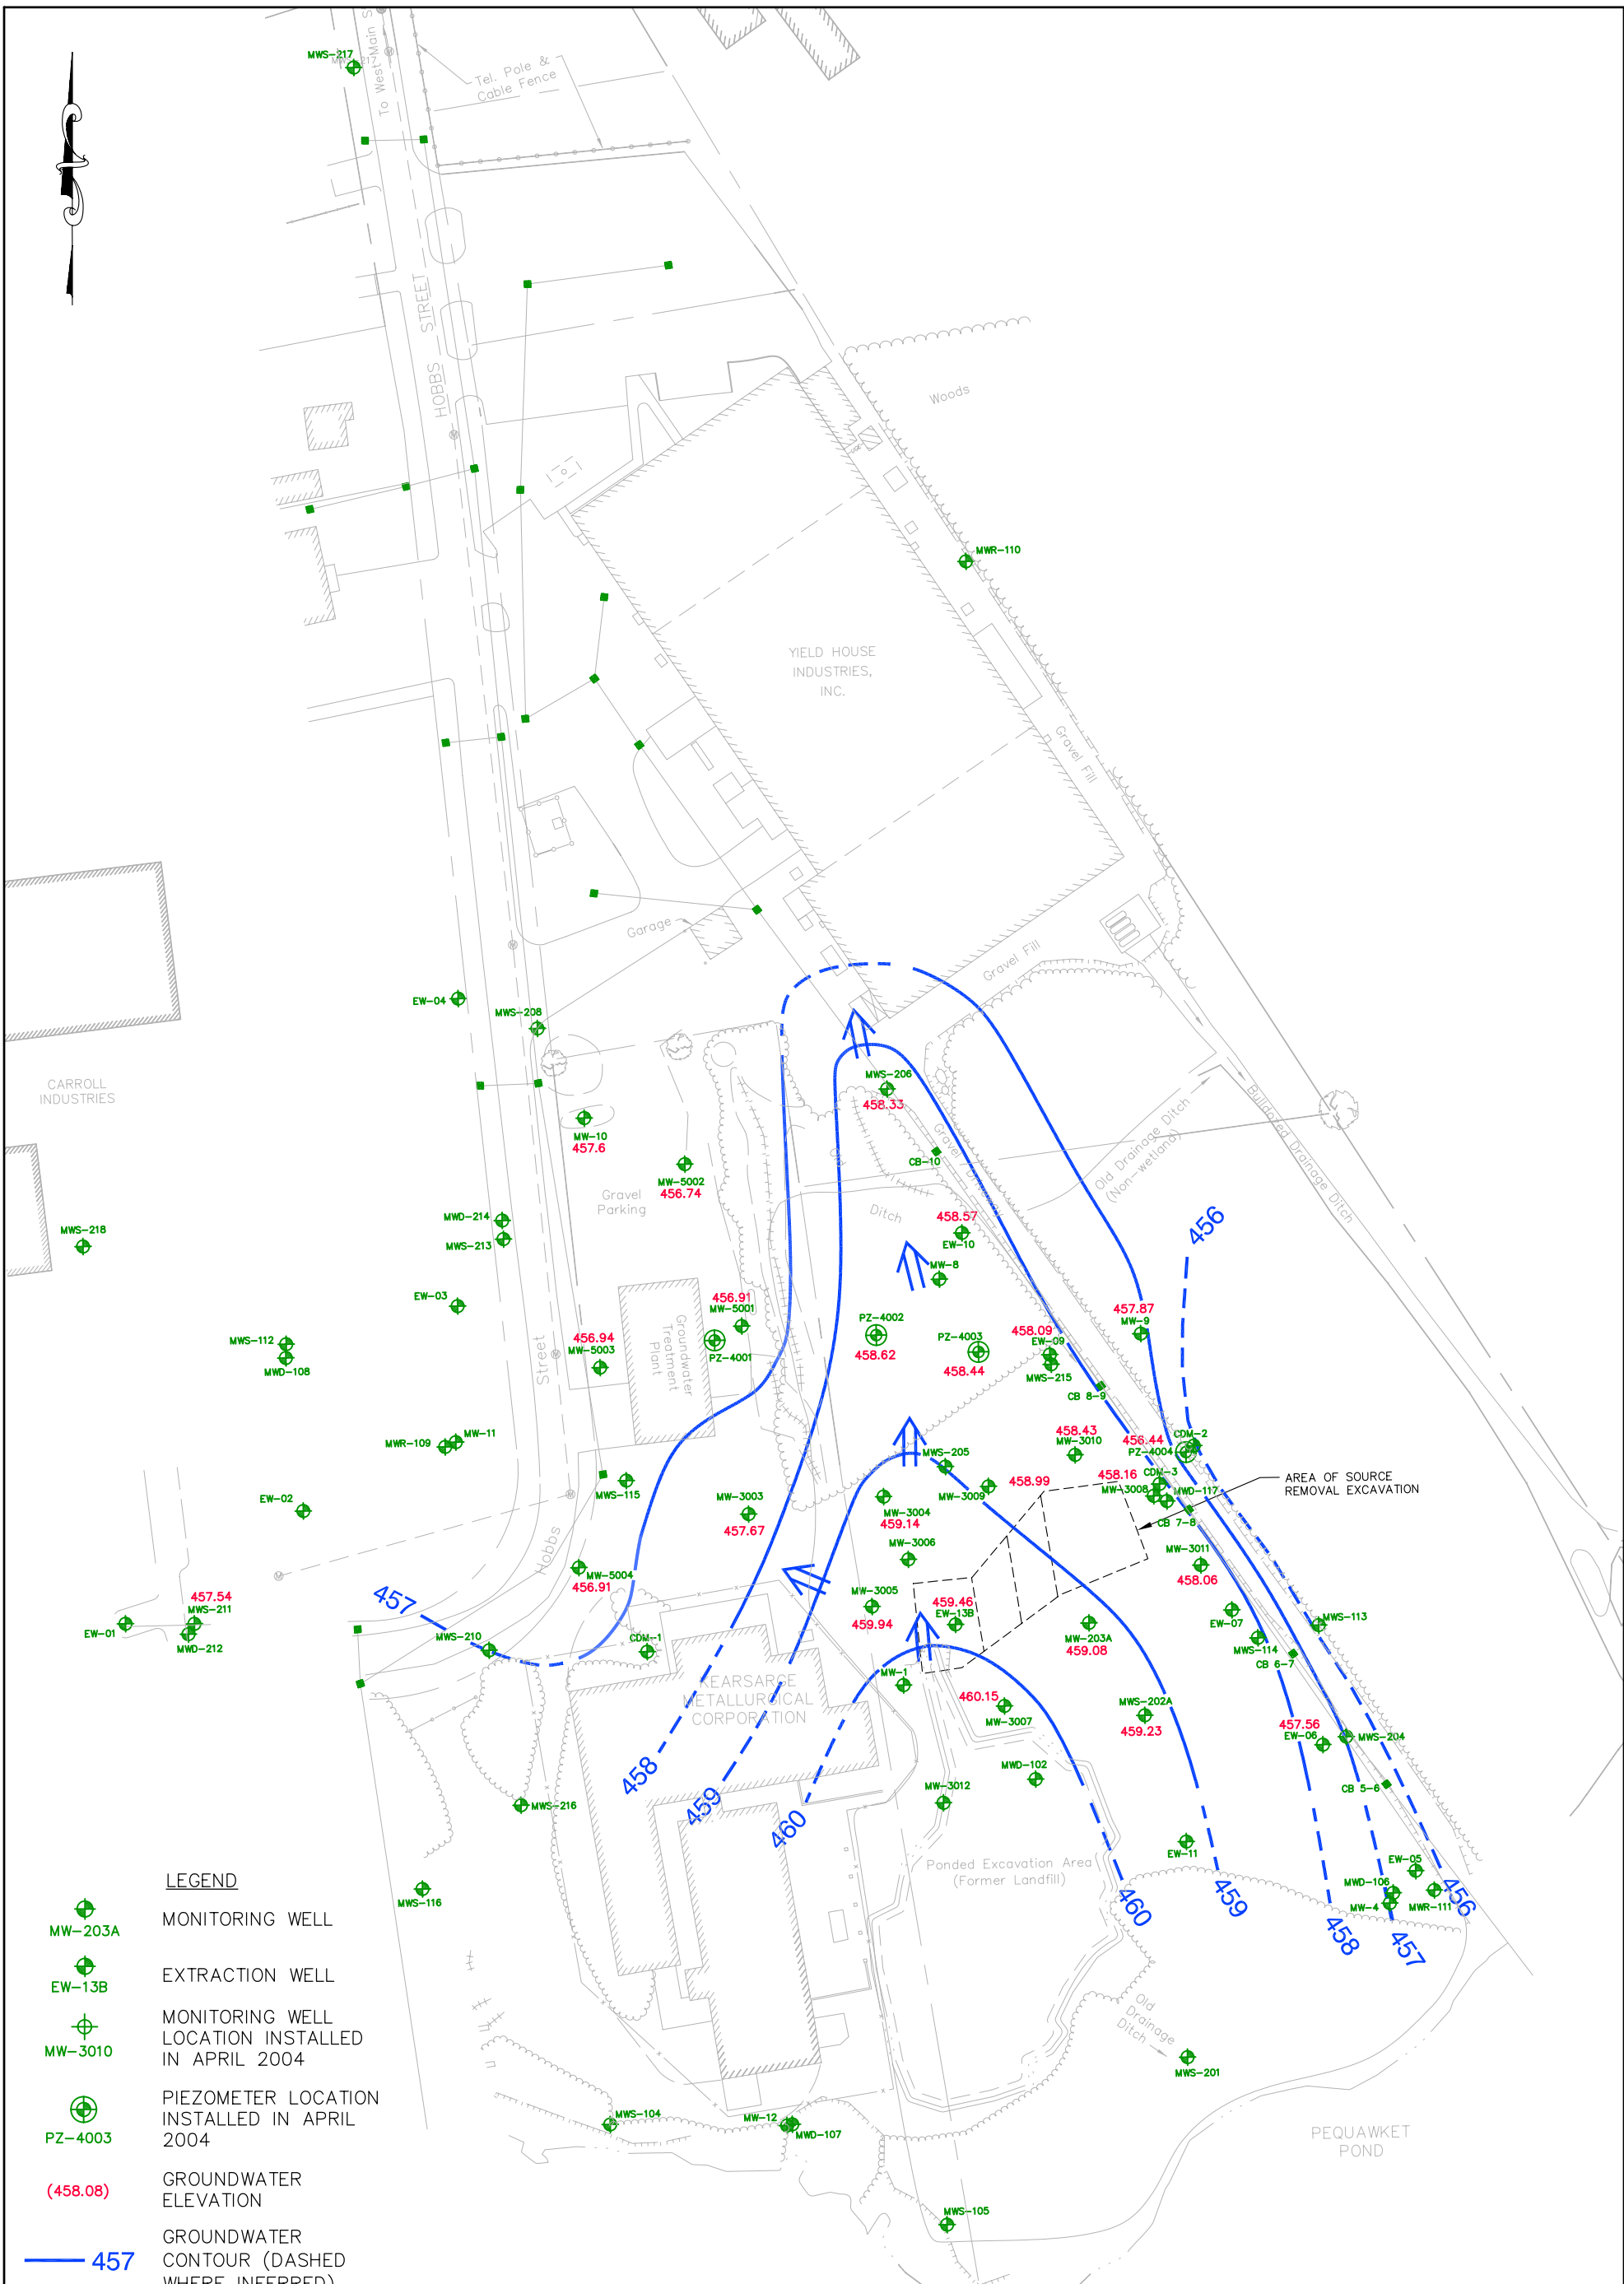 MWS-217
To West Main S
Tel. Pole &
Cable Fence
HOBBS STREET
Woods
MWR-110
YIELD HOUSE
INDUSTRIES,
INC.
Gravel Fill
Garage
Gravel Fill
EW-04
MWS-208
CARROLL
INDUSTRIES
MWS-206
458.33
Bulldozed Drainage Ditch
MW-10
457.6
Old Drainage Ditch
(Non-wetland)
CB-10
Gravel Driveway
Old
Ditch
MW-5002
456.74
Gravel
Parking
MWD-214
MWS-213
MWS-218
458.57
EW-10
456
MW-8
EW-03
456.91
MW-5001
PZ-4001
PZ-4002
458.62
PZ-4003
458.44
458.09
EW-09
MWS-215
457.87
MW-9
MWS-112
MWD-108
456.94
MW-5003
Groundwater
Treatment
Plant
Street
CB 8-9
MWR-109
MW-11
458.43
MW-3010
456.44
CDM-2
PZ-4004
MWS-205
458.99
MW-3009
458.16
CDM-3
MW-3008
MWD-117
CB 7-8
AREA OF SOURCE
REMOVAL EXCAVATION
EW-02
MWS-115
MW-3003
457.67
MW-3004
459.14
Hobbs
MW-3006
MW-3011
458.06
MW-5004
456.91
457
457.54
MWS-211
EW-01
MWD-212
MW-3005
459.94
459.46
EW-13B
MW-203A
459.08
EW-07
MWS-113
MWS-114
CB 6-7
MWS-210
CDM-1
KEARSARGE
METALLURGICAL
CORPORATION
MW-1
460.15
MW-3007
MWS-202A
459.23
457.56
EW-06
MWS-204
458
459
460
MWD-102
MW-3012
CB 5-6
MWS-216
EW-11
Ponded Excavation Area
(Former Landfill)
EW-05
MWD-106
MW-4
MWR-111
460
459
458
457
456
MWS-116
Old
Drainage
Ditch
MWS-201
MWS-104
MW-12
MWD-107
PEQUAWKET
POND
MWS-105
LEGEND
MW-203A
MONITORING WELL
EW-13B
EXTRACTION WELL
MW-3010
MONITORING WELL
LOCATION INSTALLED
IN APRIL 2004
PZ-4003
PIEZOMETER LOCATION
INSTALLED IN APRIL
2004
(458.08)
GROUNDWATER
ELEVATION
457
GROUNDWATER
CONTOUR (DASHED
WHERE INFERRED)